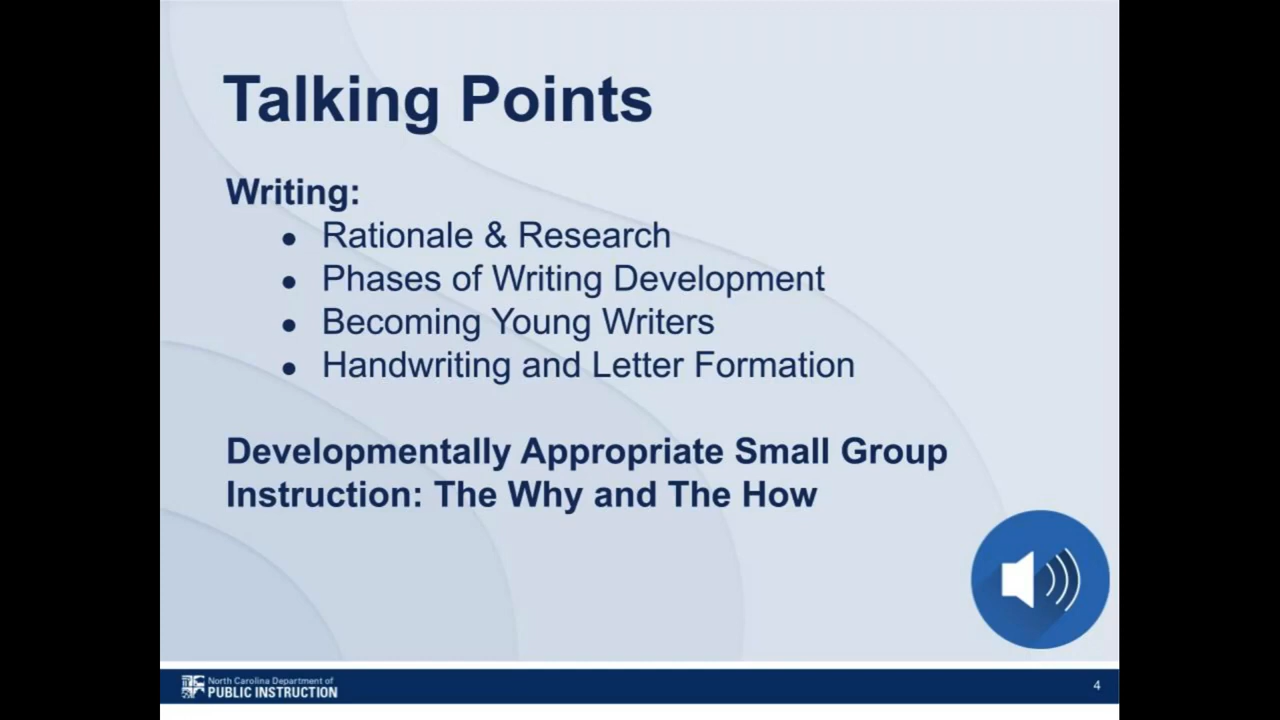 Talking Points
Writing:
● Rationale & Research
● Phases of Writing Development
● Becoming Young Writers
● Handwriting and Letter Formation
Developmentally Appropriate Small Group
Instruction: The Why and The How
North Carolina Department of
PUBLIC INSTRUCTION
4